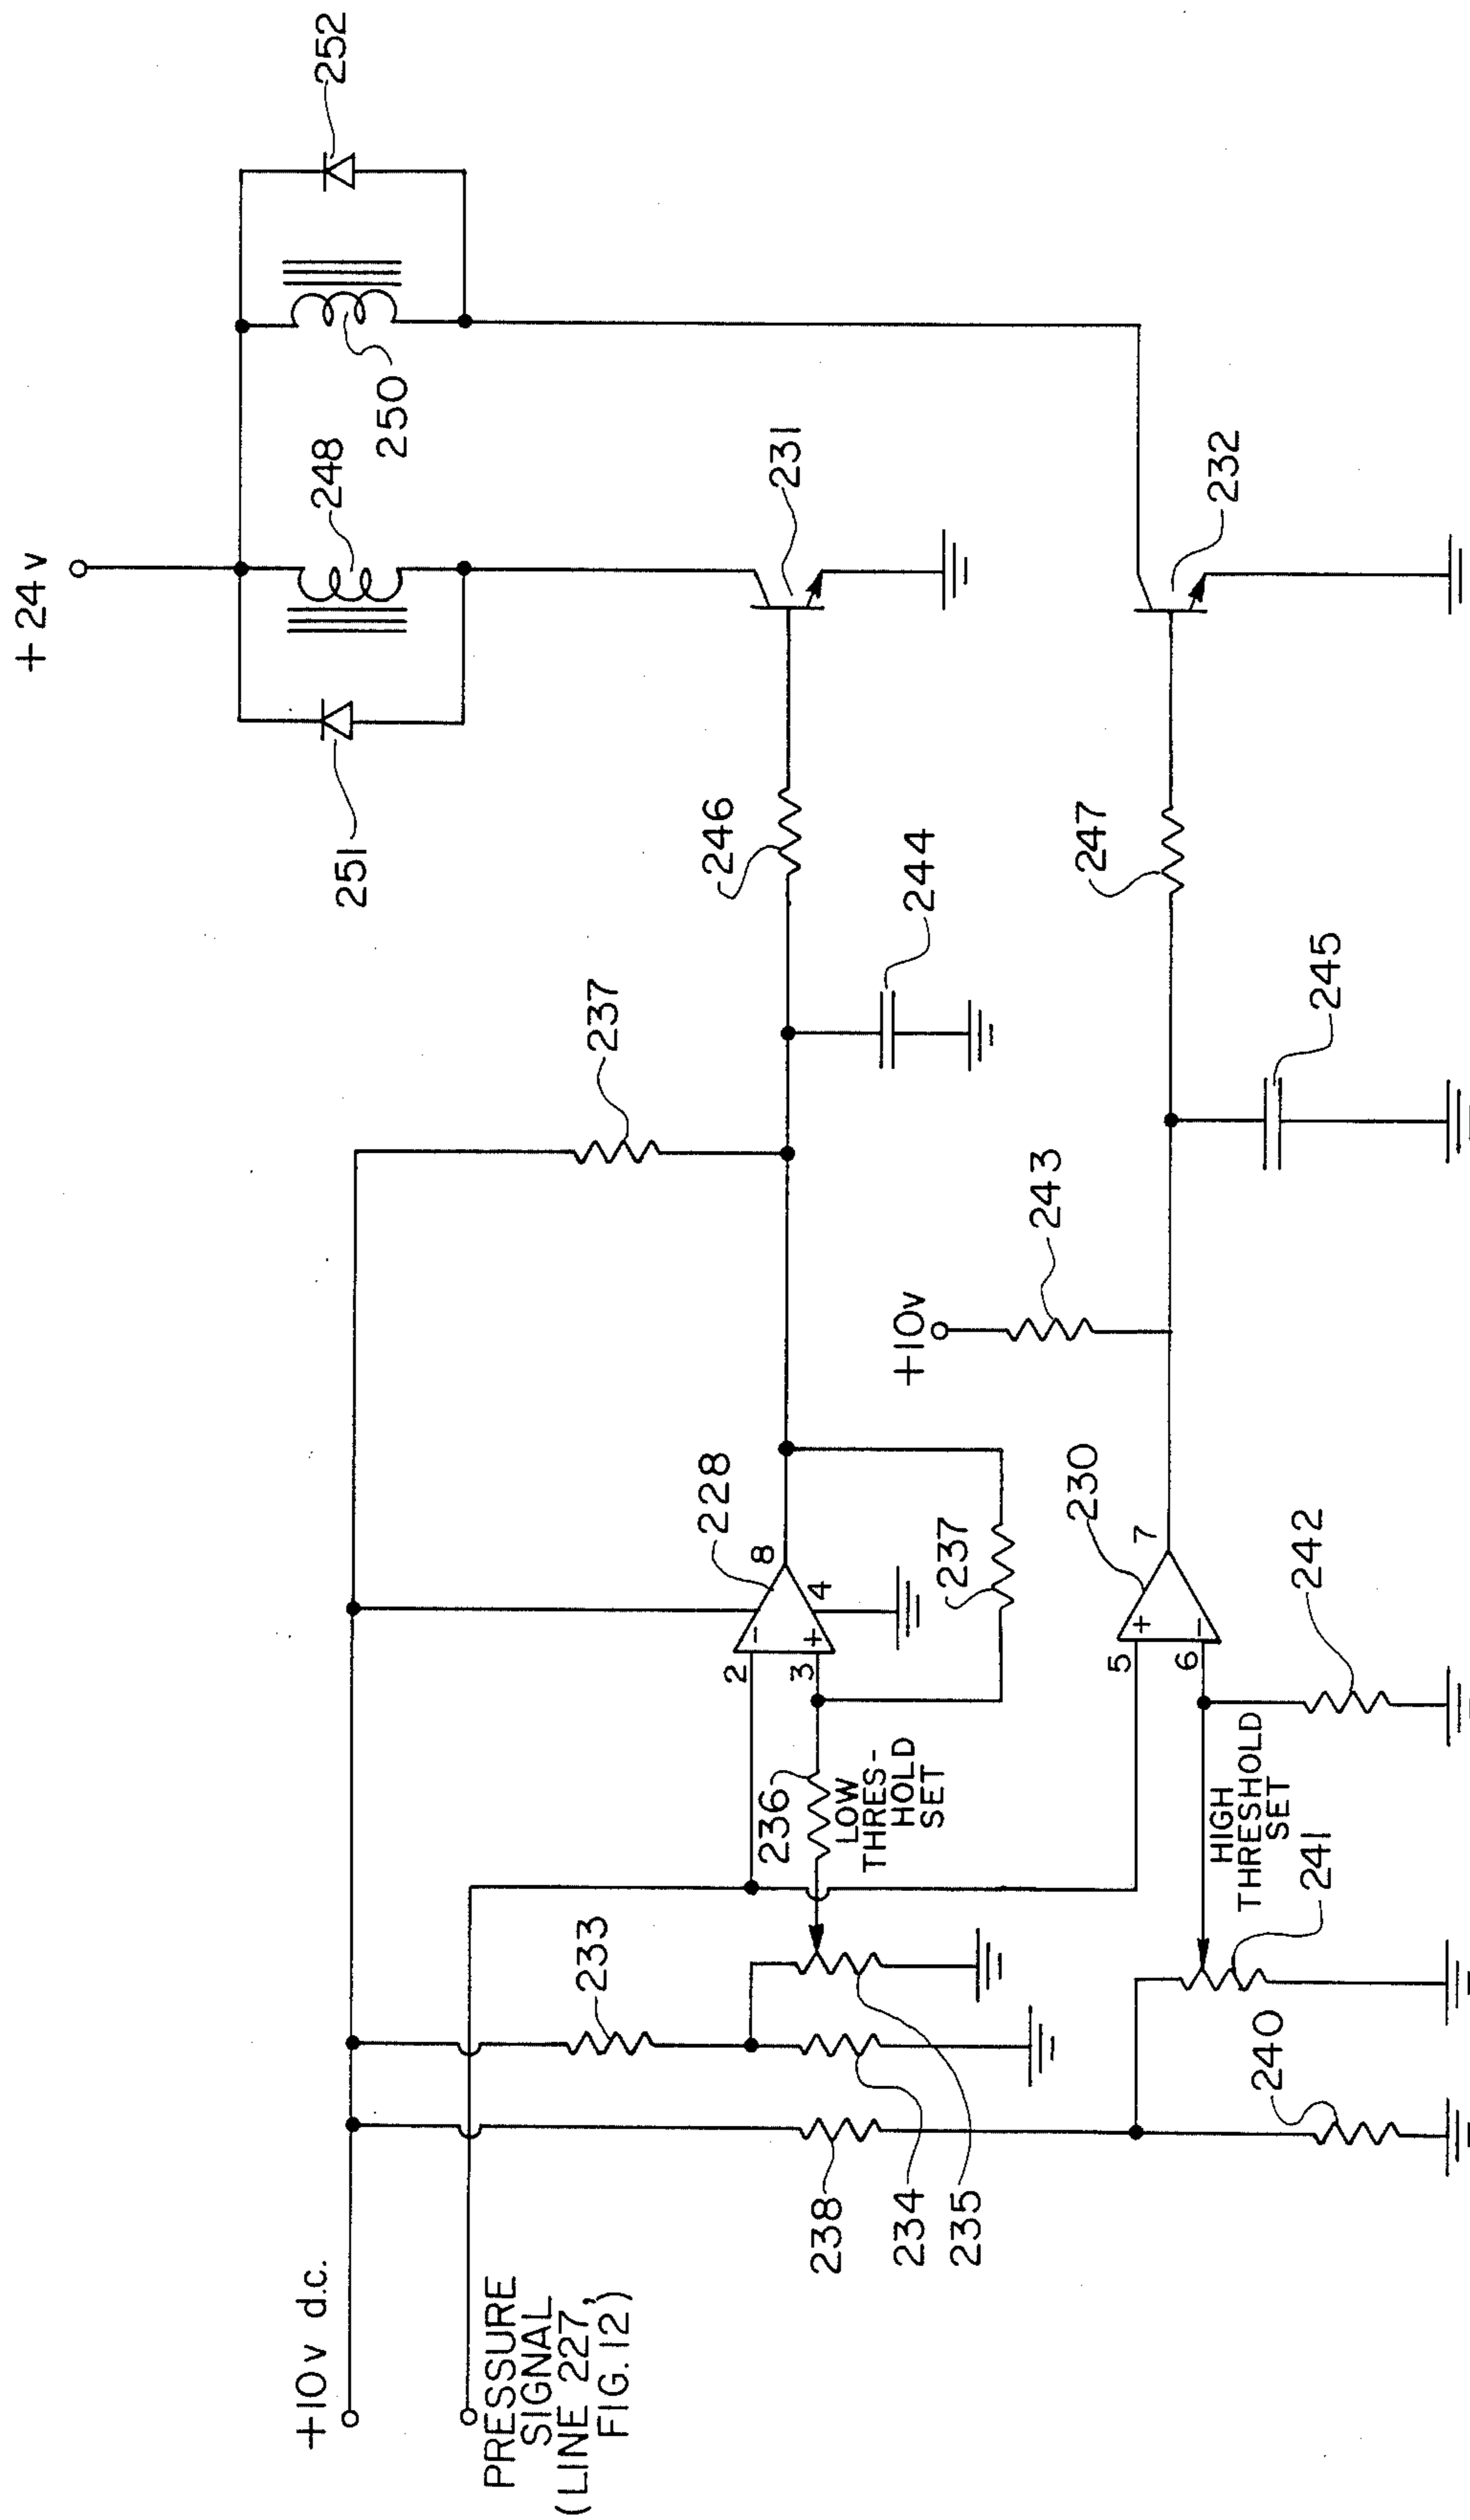 +24v
252
251
248
250
+10v d.c.
PRESSURE
SIGNAL
(LINE 227,
FIG.12)
233
237
228
8
2
3
4
-
+
246
231
236
LOW
THRES-
HOLD
SET
238
234
235
237
244
+10v
243
230
7
5
6
+
-
247
232
HIGH
THRESHOLD
SET
241
240
242
245